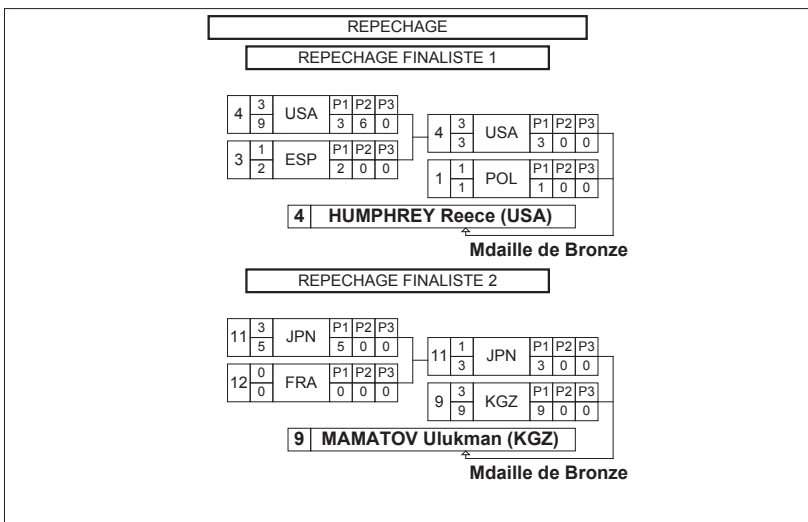 REPECHAGE
REPECHAGE FINALISTE 1
4 3 9 USA P1 P2 P3 3 6 0
3 1 2 ESP P1 P2 P3 2 0 0
4 3 3 USA P1 P2 P3 3 0 0
1 1 1 POL P1 P2 P3 1 0 0
4 HUMPHREY Reece (USA)
Mdaille de Bronze
REPECHAGE FINALISTE 2
11 3 5 JPN P1 P2 P3 5 0 0
12 0 0 FRA P1 P2 P3 0 0 0
11 1 3 JPN P1 P2 P3 3 0 0
9 3 9 KGZ P1 P2 P3 9 0 0
9 MAMATOV Ulukman (KGZ)
Mdaille de Bronze